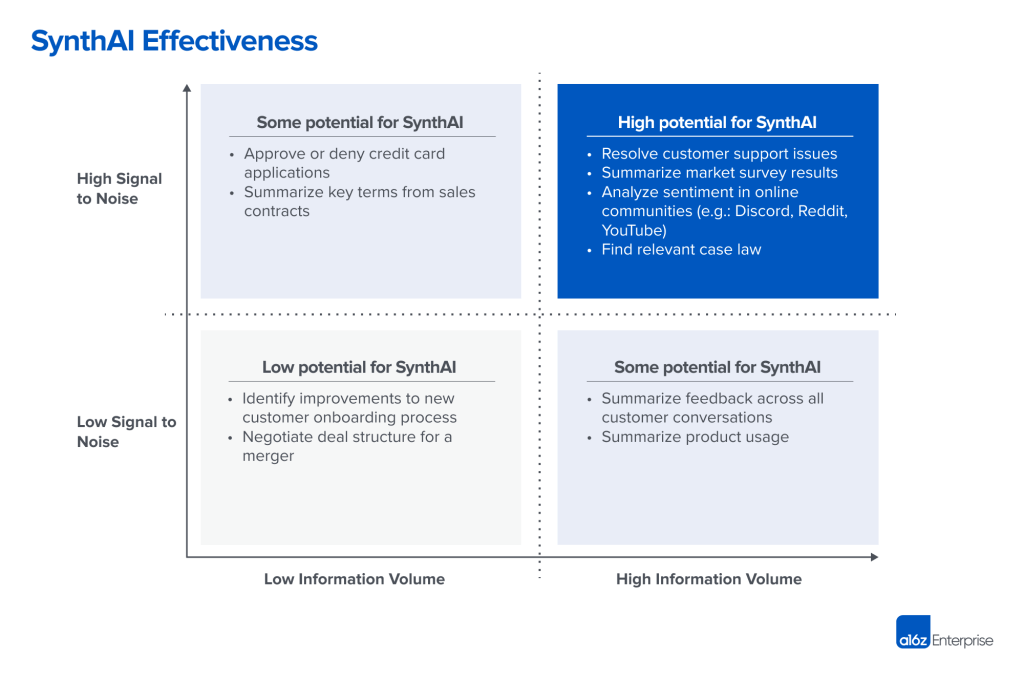 SynthAI Effectiveness
High Signal
to Noise
Some potential for SynthAI
• Approve or deny credit card
applications
• Summarize key terms from sales
contracts
High potential for SynthAI
• Resolve customer support issues
• Summarize market survey results
• Analyze sentiment in online
communities (e.g.: Discord, Reddit,
YouTube)
• Find relevant case law
Low Signal to
Noise
Low potential for SynthAI
• Identify improvements to new
customer onboarding process
• Negotiate deal structure for a
merger
Some potential for SynthAI
• Summarize feedback across all
customer conversations
• Summarize product usage
Low Information Volume
High Information Volume
a16z Enterprise